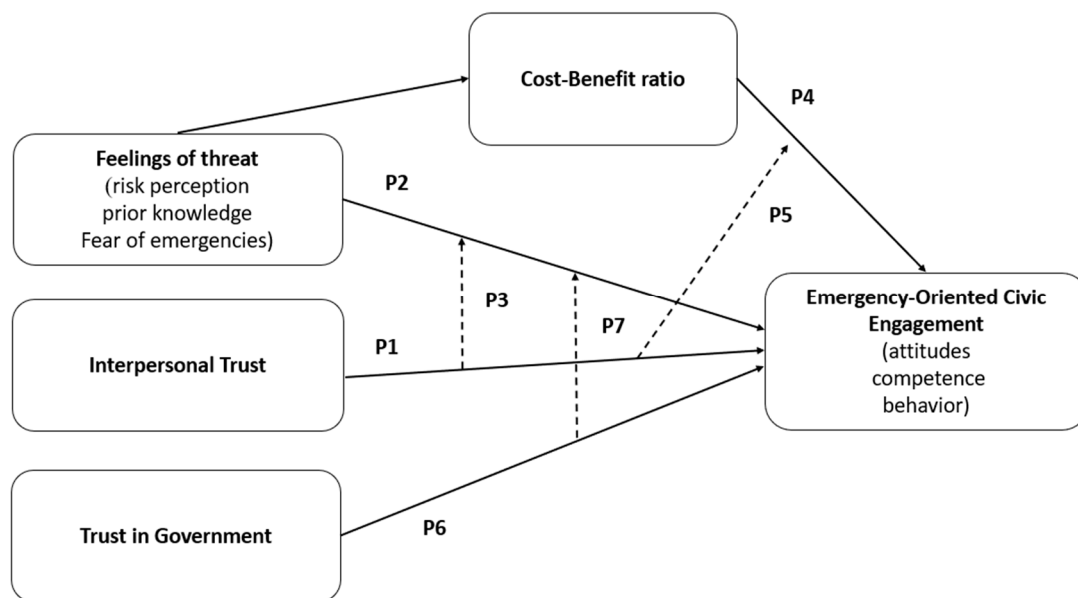 Cost-Benefit ratio
P4
Feelings of threat
(risk perception
prior knowledge
Fear of emergencies)
P2
P5
P3
P7
Emergency-Oriented Civic
Engagement
(attitudes
competence
behavior)
Interpersonal Trust
P1
Trust in Government
P6